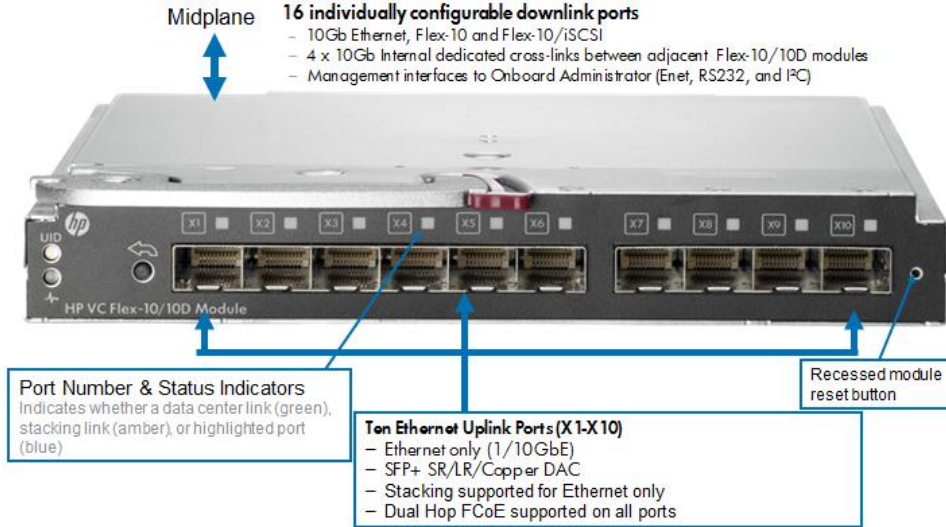 Midplane
16 individually configurable downlink ports
– 10Gb Ethernet, Flex-10 and Flex-10/iSCSI
– 4 x 10Gb Internal dedicated cross-links between adjacent Flex-10/10D modules
– Management interfaces to Onboard Administrator (Enet, RS232, and I²C)
hp
X1 X2 X3 X4 X5 X6 X7 X8 X9 X10
UID
HP VC Flex-10/10D Module
Port Number & Status Indicators
Indicates whether a data center link (green),
stacking link (amber), or highlighted port
(blue)
Recessed module
reset button
Ten Ethernet Uplink Ports (X1-X10)
– Ethernet only (1/10GbE)
– SFP+ SR/LR/Copper DAC
– Stacking supported for Ethernet only
– Dual Hop FCoE supported on all ports